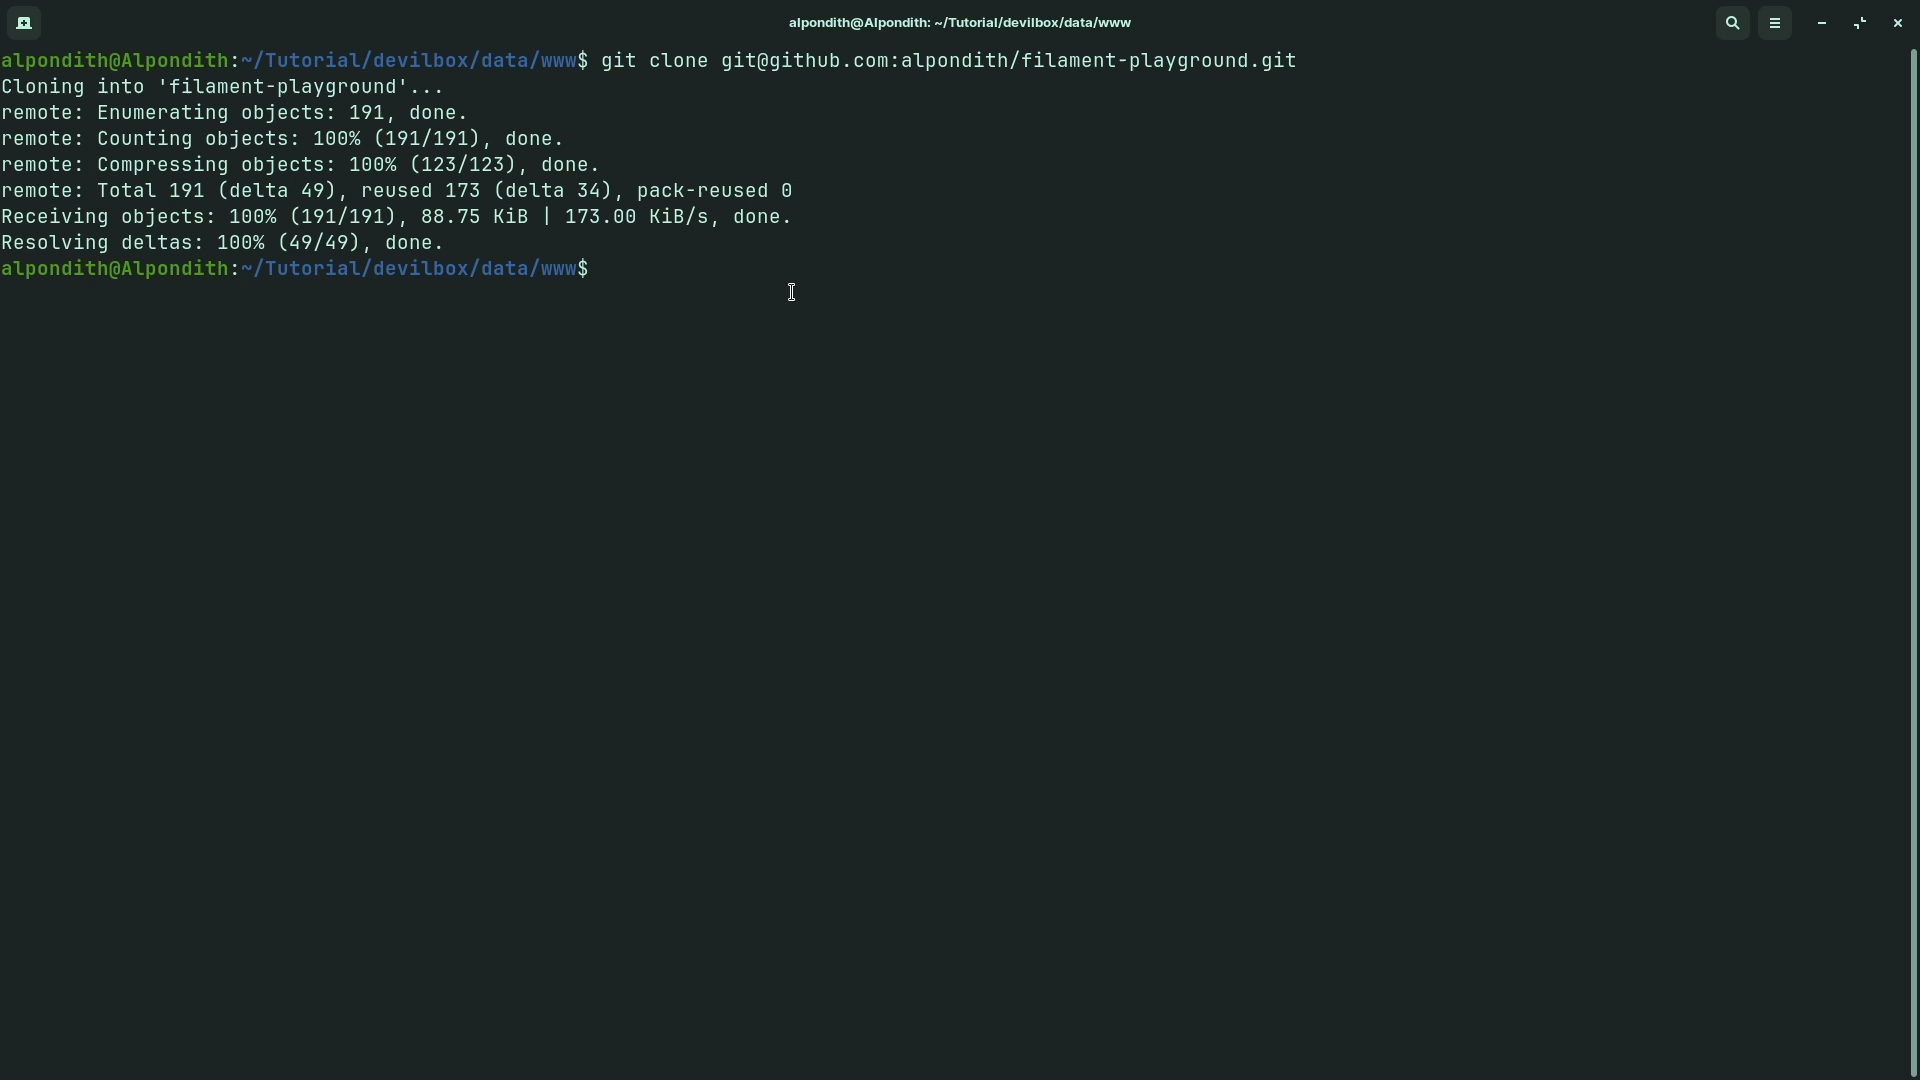 alpondith@Alpondith: ~/Tutorial/devilbox/data/www
alpondith@Alpondith:~/Tutorial/devilbox/data/www$ git clone git@github.com:alpondith/filament-playground.git
Cloning into 'filament-playground'...
remote: Enumerating objects: 191, done.
remote: Counting objects: 100% (191/191), done.
remote: Compressing objects: 100% (123/123), done.
remote: Total 191 (delta 49), reused 173 (delta 34), pack-reused 0
Receiving objects: 100% (191/191), 88.75 KiB | 173.00 KiB/s, done.
Resolving deltas: 100% (49/49), done.
alpondith@Alpondith:~/Tutorial/devilbox/data/www$